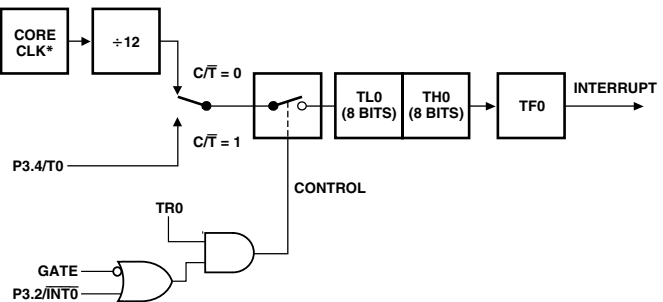 CORE
CLK*
÷12
C/T̅ = 0
TL0
(8 BITS)
TH0
(8 BITS)
TF0
INTERRUPT
C/T̅ = 1
P3.4/T0
CONTROL
TR0
GATE
P3.2/I̅N̅T̅0̅